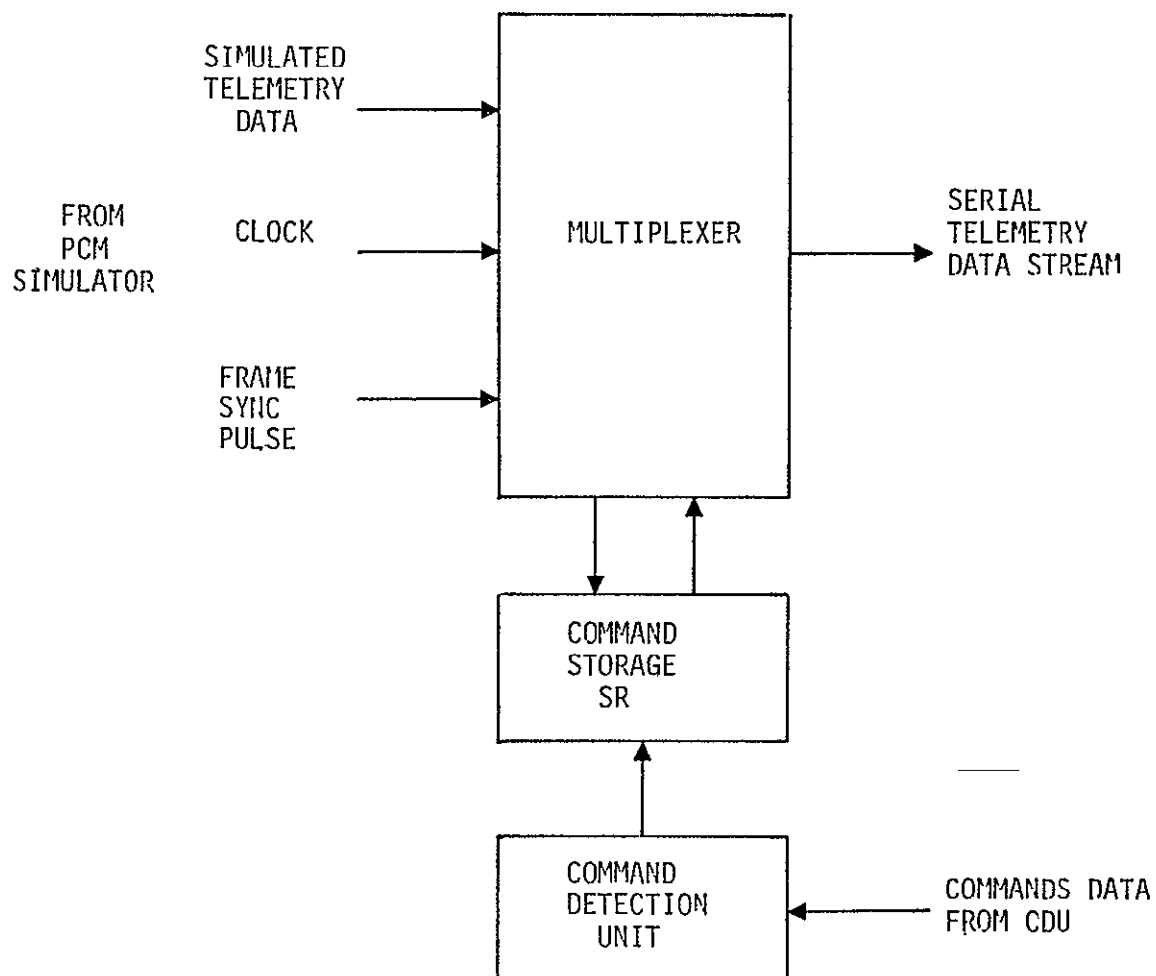 SIMULATED
TELEMETRY
DATA
FROM
PCM
SIMULATOR
CLOCK
FRAME
SYNC
PULSE
MULTIPLEXER
SERIAL
TELEMETRY
DATA STREAM
COMMAND
STORAGE
SR
COMMAND
DETECTION
UNIT
COMMANDS DATA
FROM CDU